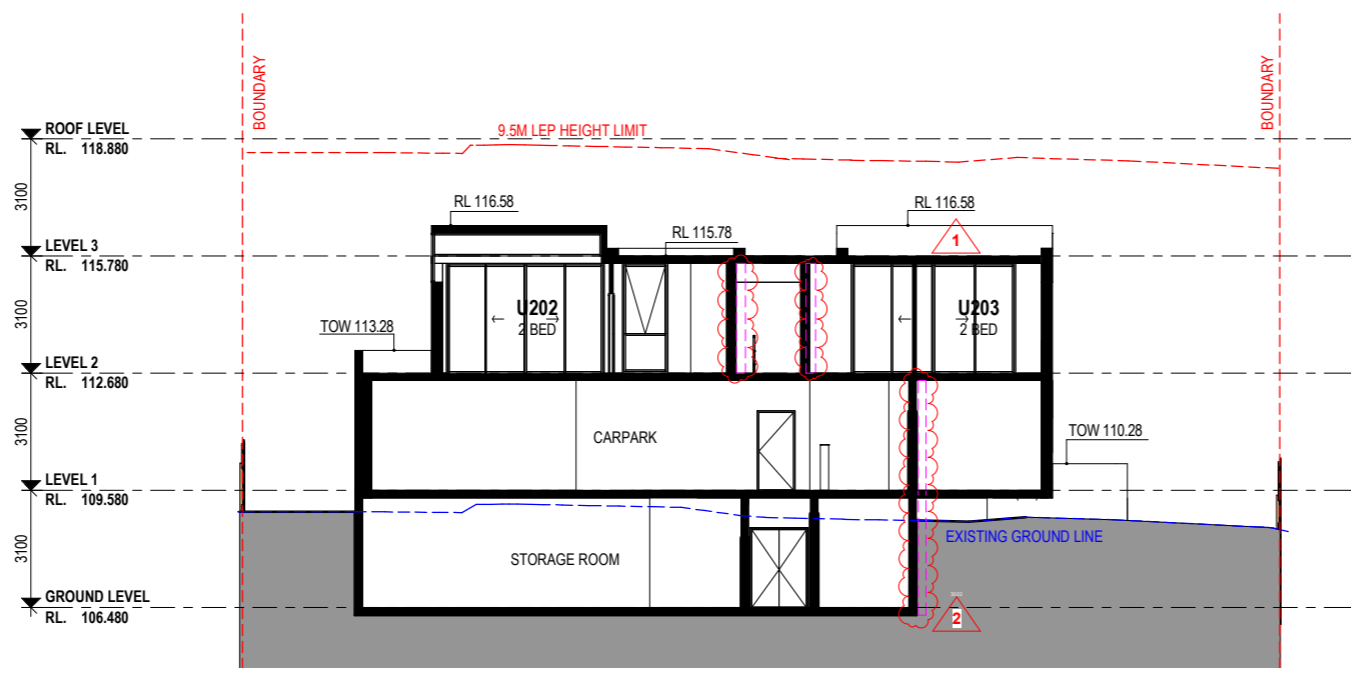 BOUNDARY
BOUNDARY
ROOF LEVEL
RL. 118.880
9.5M LEP HEIGHT LIMIT
3100
RL 116.58
RL 116.58
RL 115.78
1
LEVEL 3
RL. 115.780
3100
U202
2 BED
U203
2 BED
TOW 113.28
LEVEL 2
RL. 112.680
3100
CARPARK
TOW 110.28
LEVEL 1
RL. 109.580
3100
EXISTING GROUND LINE
STORAGE ROOM
GROUND LEVEL
RL. 106.480
2